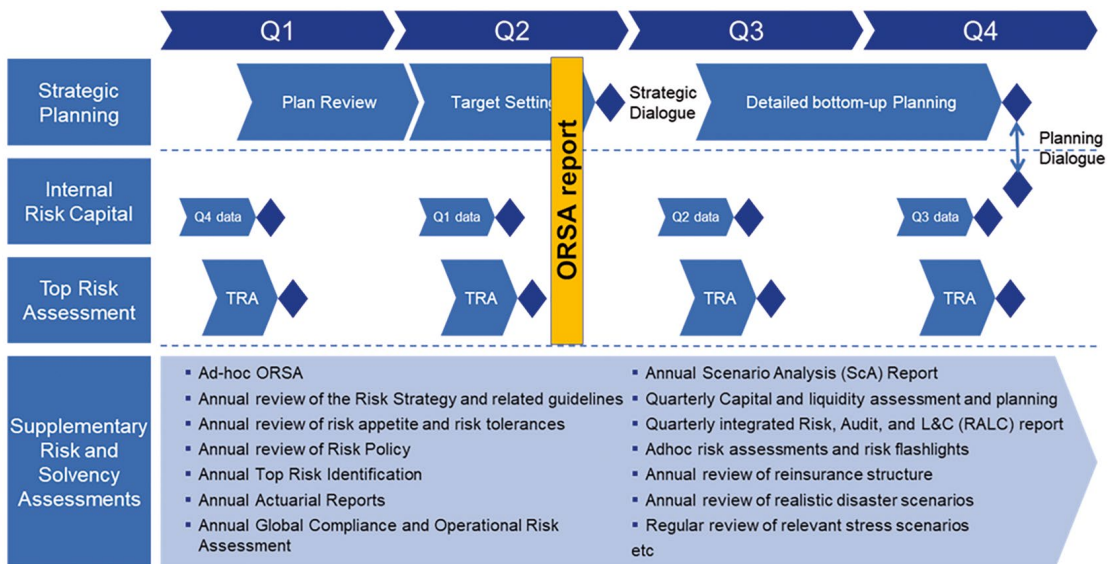 Q1
Q2
Q3
Q4
Strategic
Planning
Plan Review
Target Setting
Strategic
Dialogue
Detailed bottom-up Planning
Planning
Dialogue
ORSA report
Internal
Risk Capital
Q4 data
Q1 data
Q2 data
Q3 data
Top Risk
Assessment
TRA
TRA
TRA
TRA
Supplementary
Risk and
Solvency
Assessments
▪ Ad-hoc ORSA
▪ Annual review of the Risk Strategy and related guidelines
▪ Annual review of risk appetite and risk tolerances
▪ Annual review of Risk Policy
▪ Annual Top Risk Identification
▪ Annual Actuarial Reports
▪ Annual Global Compliance and Operational Risk
Assessment
▪ Annual Scenario Analysis (ScA) Report
▪ Quarterly Capital and liquidity assessment and planning
▪ Quarterly integrated Risk, Audit, and L&C (RALC) report
▪ Adhoc risk assessments and risk flashlights
▪ Annual review of reinsurance structure
▪ Annual review of realistic disaster scenarios
▪ Regular review of relevant stress scenarios
etc